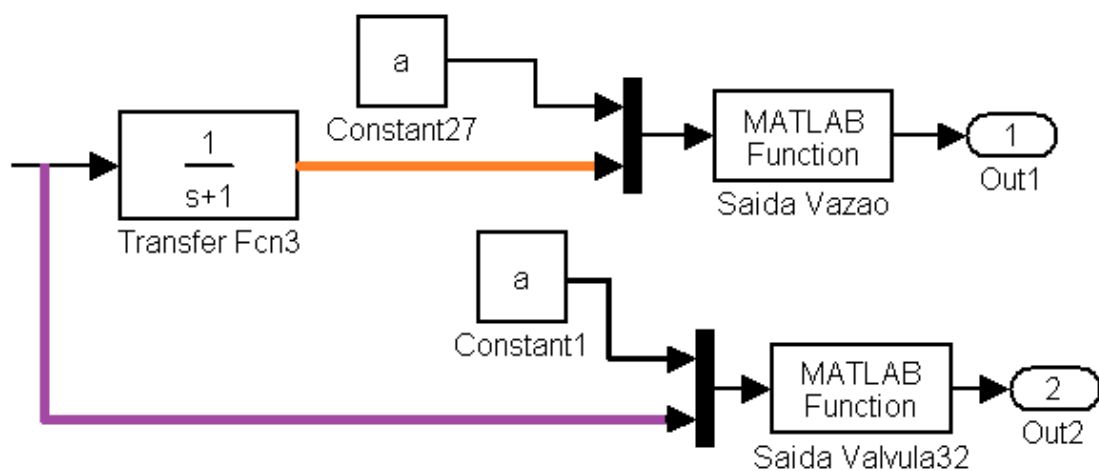 a
Constant27
1
s+1
Transfer Fcn3
MATLAB
Function
Saida Vazao
1
Out1
a
Constant1
MATLAB
Function
Saida Valvula32
2
Out2